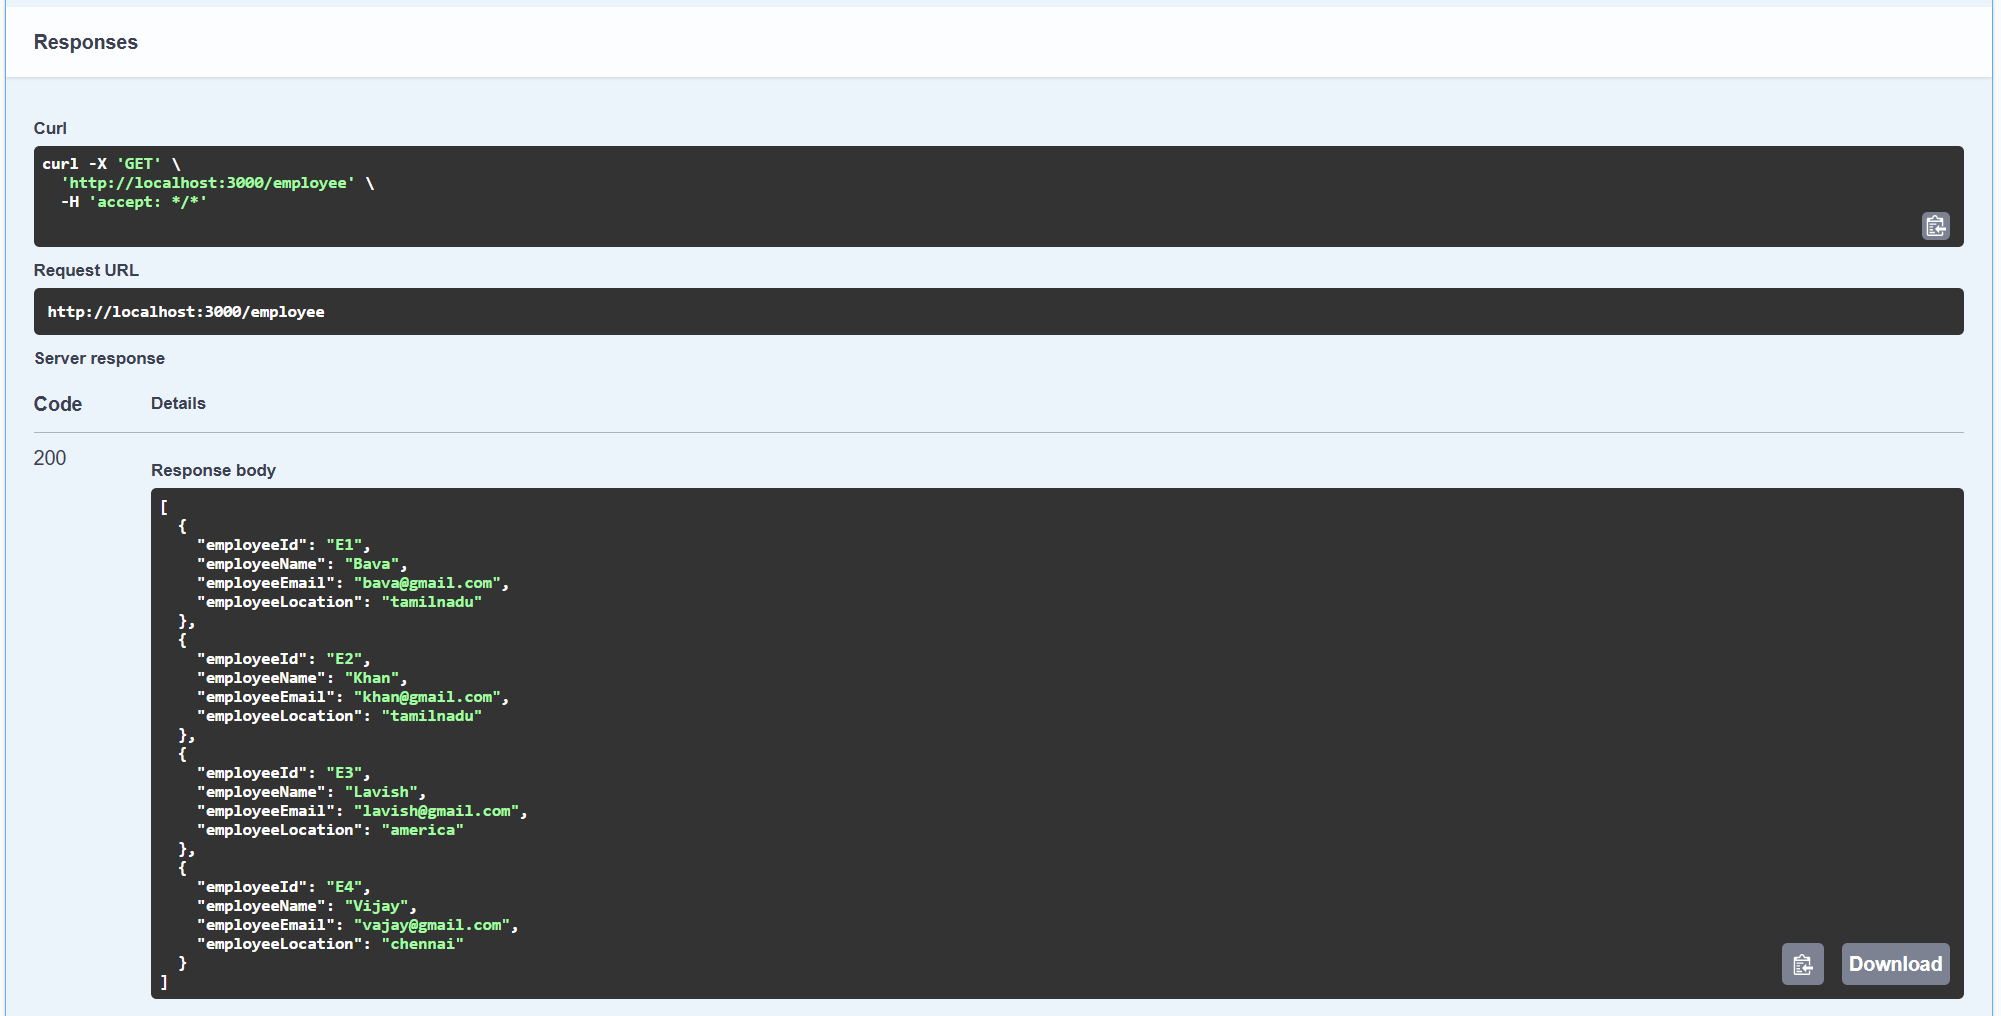 Responses
Curl
curl -X 'GET' \
  'http://localhost:3000/employee' \
  -H 'accept: */*'
Request URL
http://localhost:3000/employee
Server response
Code Details
200
Response body
[
  {
    "employeeId": "E1",
    "employeeName": "Bava",
    "employeeEmail": "bava@gmail.com",
    "employeeLocation": "tamilnadu"
  },
  {
    "employeeId": "E2",
    "employeeName": "Khan",
    "employeeEmail": "khan@gmail.com",
    "employeeLocation": "tamilnadu"
  },
  {
    "employeeId": "E3",
    "employeeName": "Lavish",
    "employeeEmail": "lavish@gmail.com",
    "employeeLocation": "america"
  },
  {
    "employeeId": "E4",
    "employeeName": "Vijay",
    "employeeEmail": "vajay@gmail.com",
    "employeeLocation": "chennai"
  }
]
Download